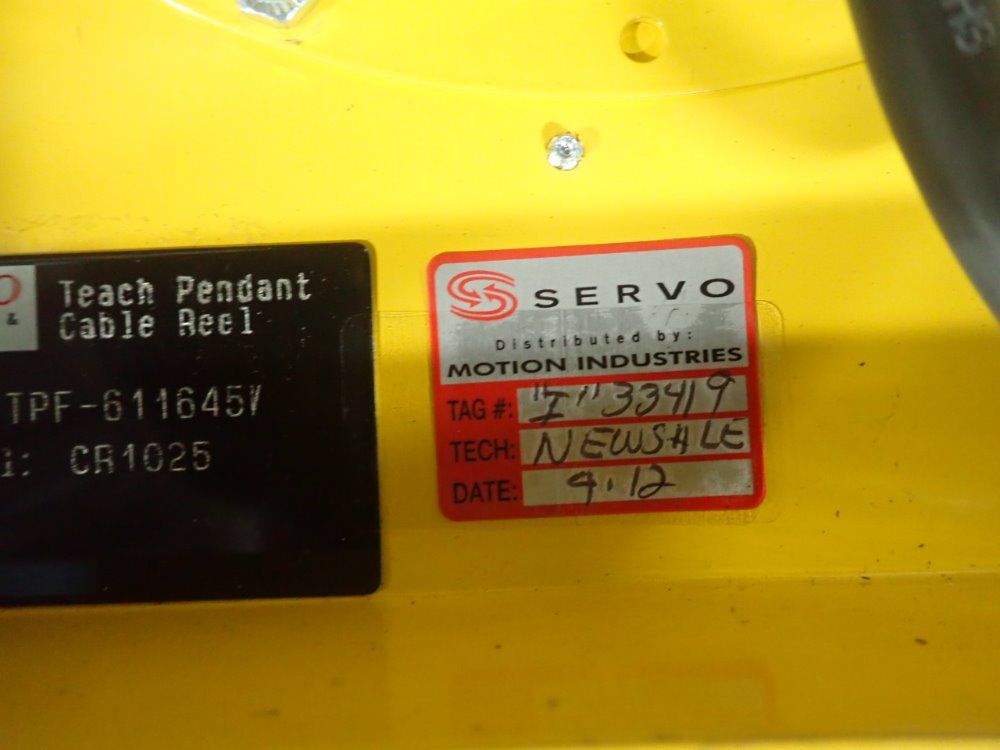 Teach Pendant
Cable Reel
&
TPF-611645V
CR1025
SERVO
Distributed by:
MOTION INDUSTRIES
TAG #: "I" 33419
TECH: NEWSALE
DATE: 9.12